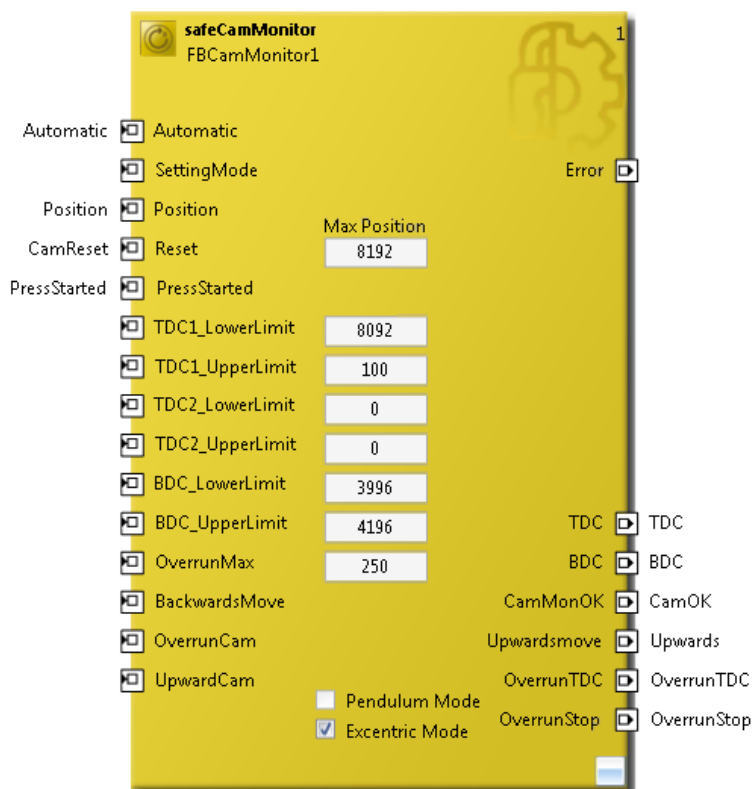 safeCamMonitor 1
FBCamMonitor1
Automatic Automatic
SettingMode Error
Position Position
Max Position
CamReset Reset 8192
PressStarted PressStarted
TDC1_LowerLimit 8092
TDC1_UpperLimit 100
TDC2_LowerLimit 0
TDC2_UpperLimit 0
BDC_LowerLimit 3996
BDC_UpperLimit 4196 TDC TDC
OverrunMax 250 BDC BDC
BackwardsMove CamMonOK CamOK
OverrunCam Upwardsmove Upwards
UpwardCam OverrunTDC OverrunTDC
Pendulum Mode
Excentric Mode OverrunStop OverrunStop